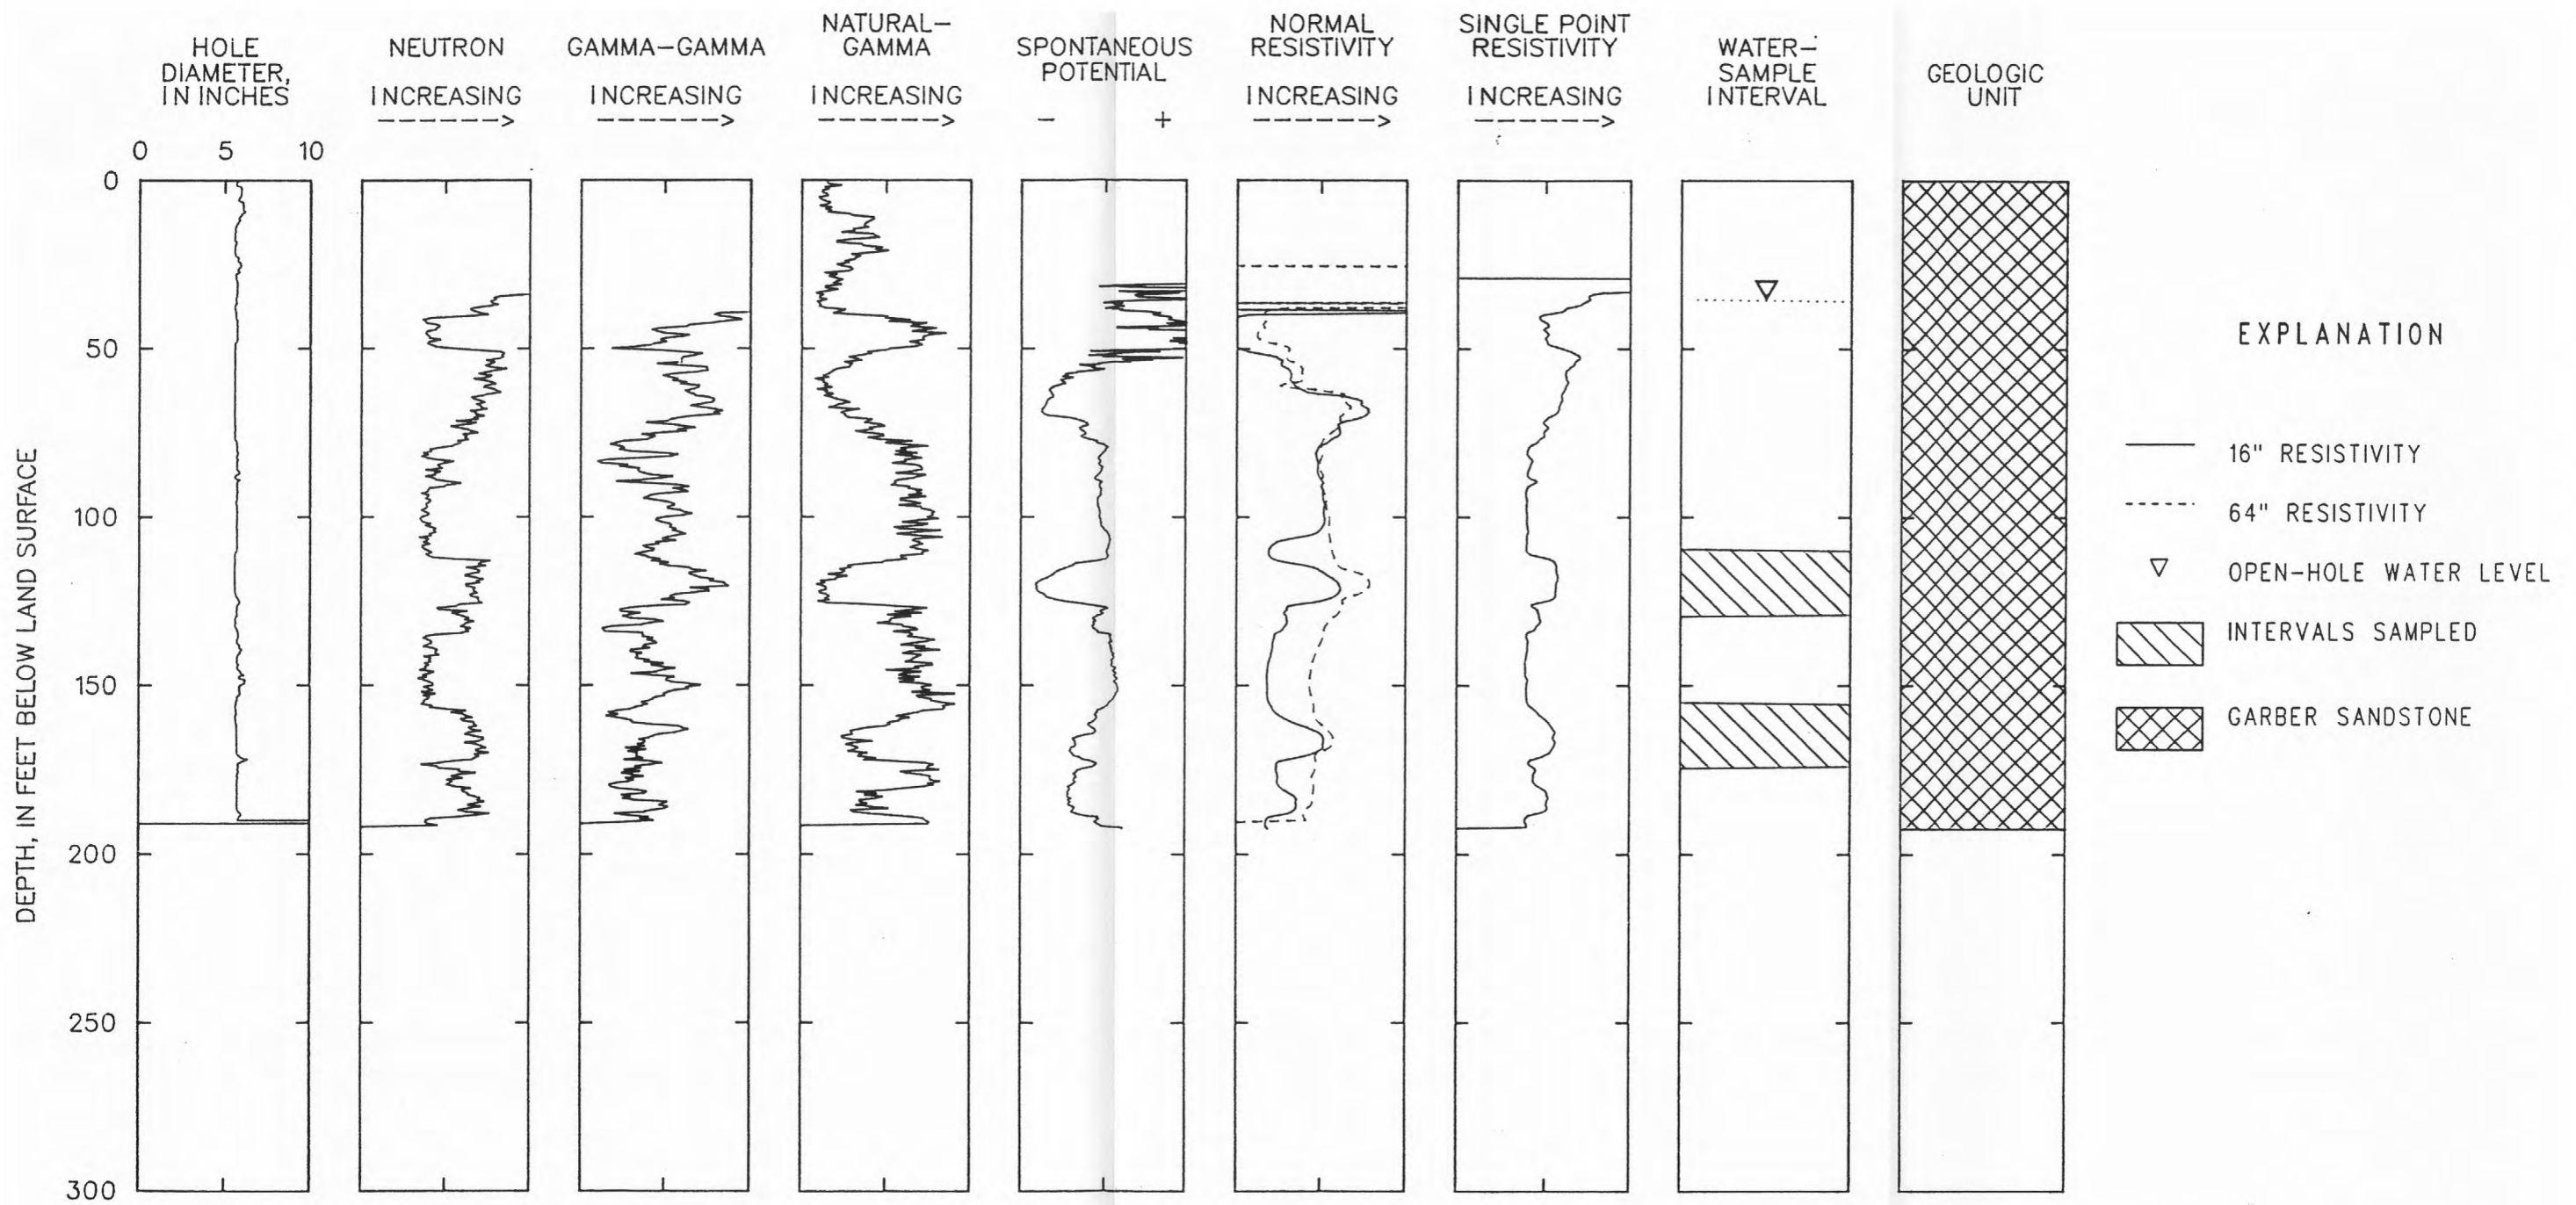 HOLE
DIAMETER,
IN INCHES
0 5 10
NEUTRON
INCREASING
GAMMA-GAMMA
INCREASING
NATURAL-
GAMMA
INCREASING
SPONTANEOUS
POTENTIAL
- +
NORMAL
RESISTIVITY
INCREASING
SINGLE POINT
RESISTIVITY
INCREASING
WATER-
SAMPLE
INTERVAL
GEOLOGIC
UNIT
DEPTH, IN FEET BELOW LAND SURFACE
0
50
100
150
200
250
300
EXPLANATION
16" RESISTIVITY
64" RESISTIVITY
OPEN-HOLE WATER LEVEL
INTERVALS SAMPLED
GARBER SANDSTONE